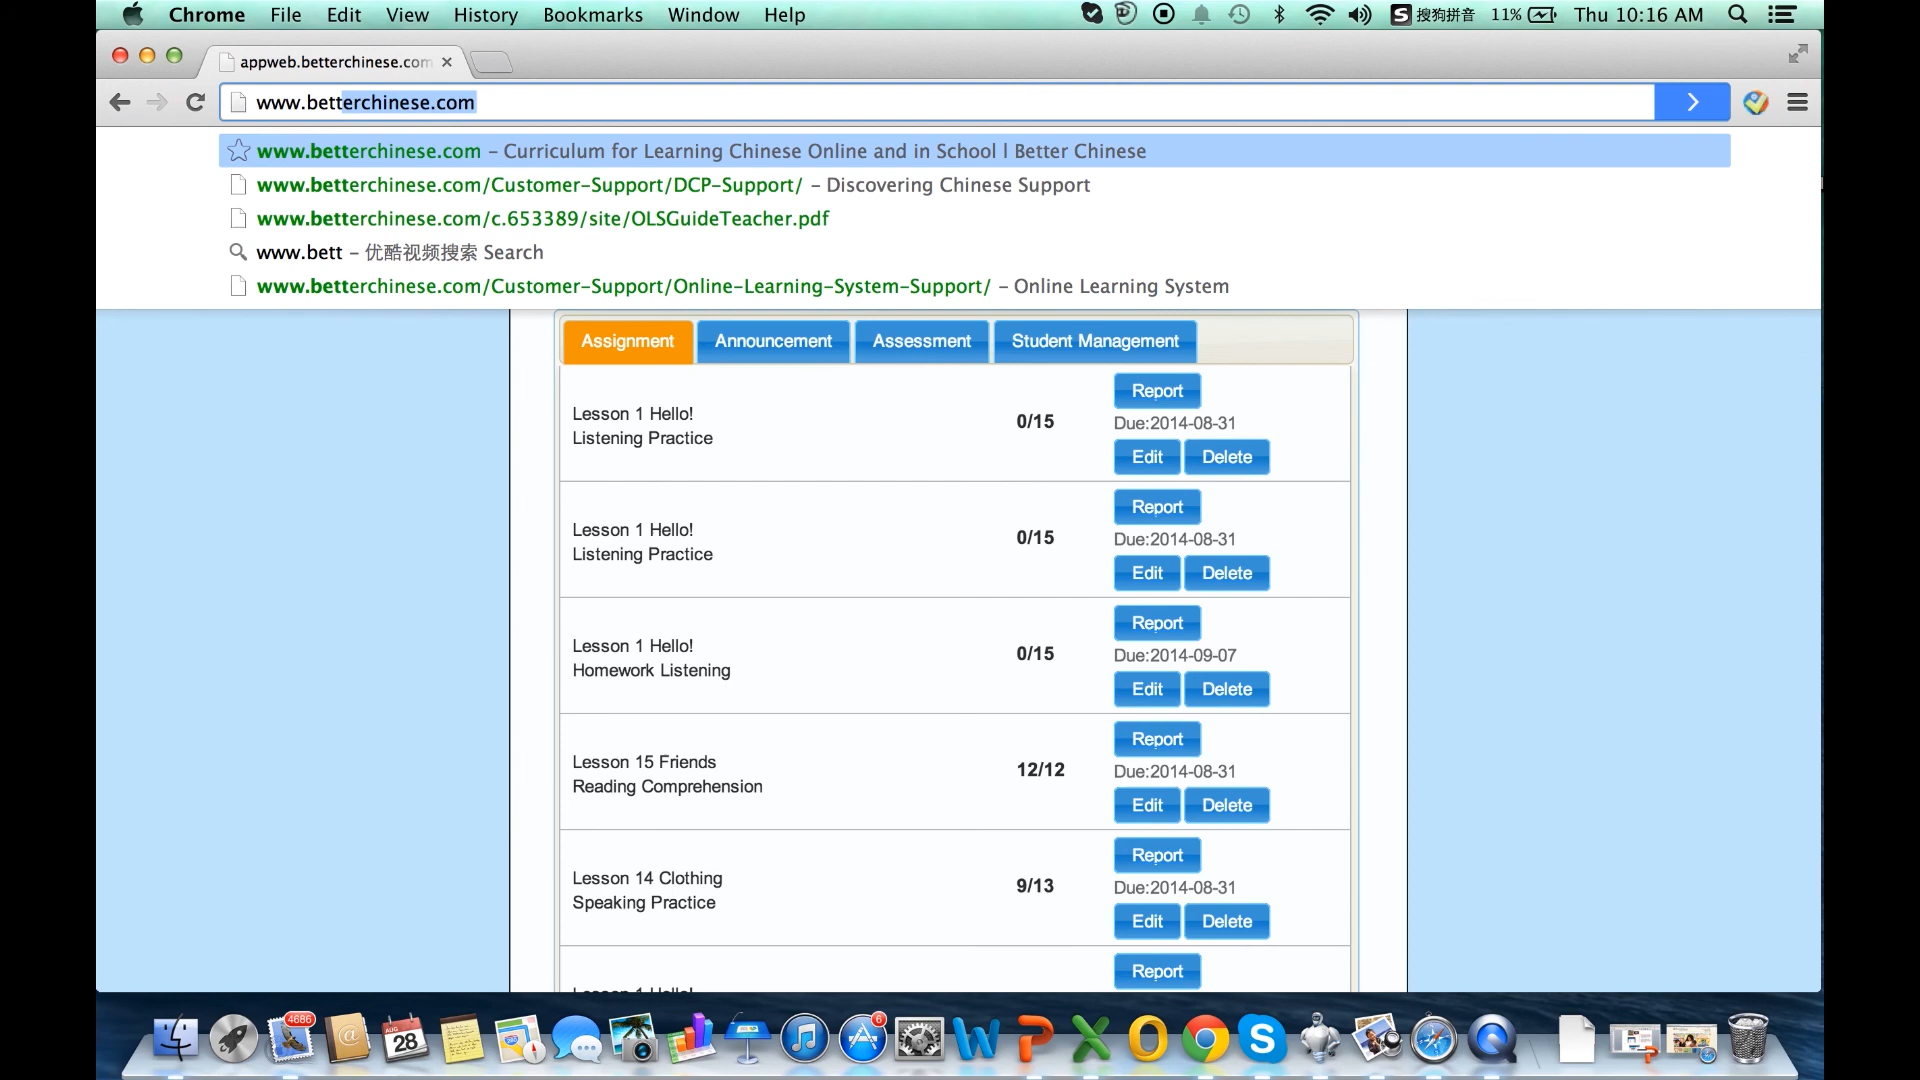 Chrome File Edit View History Bookmarks Window Help S 搜狗拼音 11% Thu 10:16 AM
appweb.betterchinese.com
www.betterchinese.com
www.betterchinese.com – Curriculum for Learning Chinese Online and in School l Better Chinese
www.betterchinese.com/Customer-Support/DCP-Support/ – Discovering Chinese Support
www.betterchinese.com/c.653389/site/OLSGuideTeacher.pdf
www.bett – 优酷视频搜索 Search
www.betterchinese.com/Customer-Support/Online-Learning-System-Support/ – Online Learning System
Assignment Announcement Assessment Student Management
Report
Lesson 1 Hello!
Listening Practice
0/15
Due:2014-08-31
Edit Delete
Report
Lesson 1 Hello!
Listening Practice
0/15
Due:2014-08-31
Edit Delete
Report
Lesson 1 Hello!
Homework Listening
0/15
Due:2014-09-07
Edit Delete
Report
Lesson 15 Friends
Reading Comprehension
12/12
Due:2014-08-31
Edit Delete
Report
Lesson 14 Clothing
Speaking Practice
9/13
Due:2014-08-31
Edit Delete
Report
Lesson 1 Hello!
4686
AUG
28
6